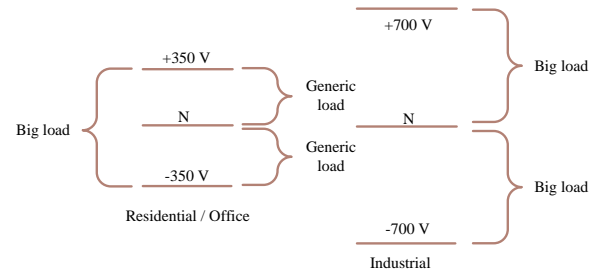 +700 V
+350 V
Generic
load
Big load
Big load
N
N
Generic
load
-350 V
Big load
Residential / Office
-700 V
Industrial